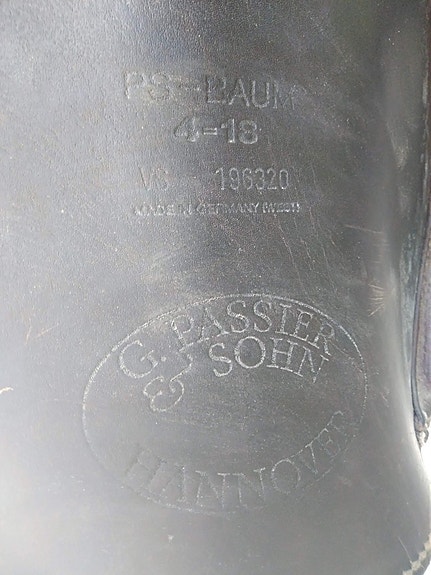 PS-BAUM
4=18
VS 196320
MADE IN GERMANY (WEST)
G. PASSIER
& SOHN
HANNOVER